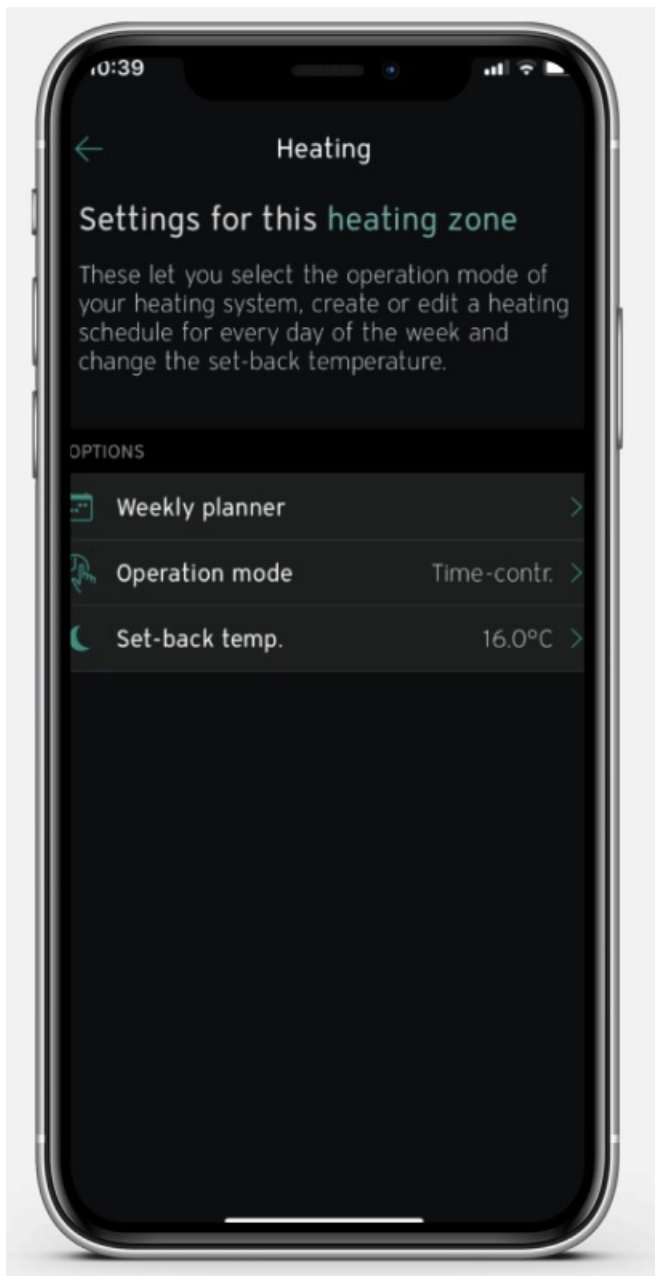 10:39
Heating
Settings for this heating zone
These let you select the operation mode of
your heating system, create or edit a heating
schedule for every day of the week and
change the set-back temperature.
OPTIONS
Weekly planner
Operation mode Time-contr.
Set-back temp. 16.0°C